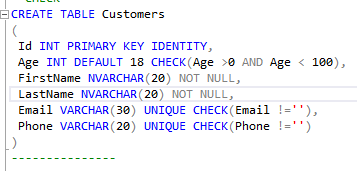 CHECK
CREATE TABLE Customers
(
Id INT PRIMARY KEY IDENTITY,
Age INT DEFAULT 18 CHECK(Age >0 AND Age < 100),
FirstName NVARCHAR(20) NOT NULL,
LastName NVARCHAR(20) NOT NULL,
Email VARCHAR(30) UNIQUE CHECK(Email !=''),
Phone VARCHAR(20) UNIQUE CHECK(Phone !='')
)
---------------